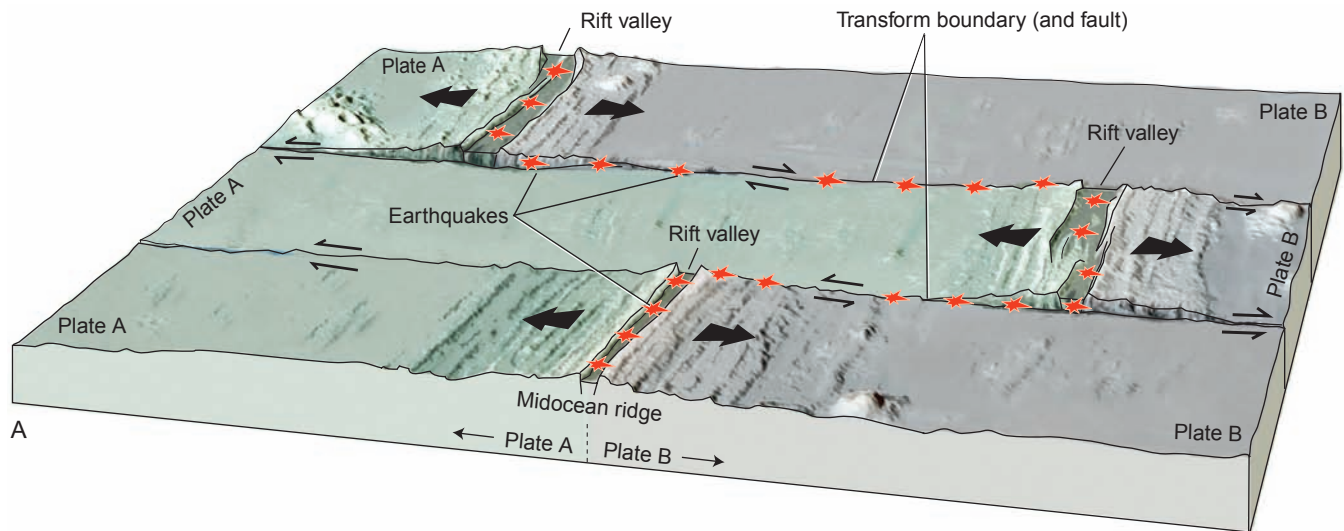 Rift valley
Transform boundary (and fault)
Plate A
Plate B
Rift valley
Plate A
Earthquakes
Rift valley
Plate B
Plate A
Midocean ridge
Plate B
A
Plate A
Plate B